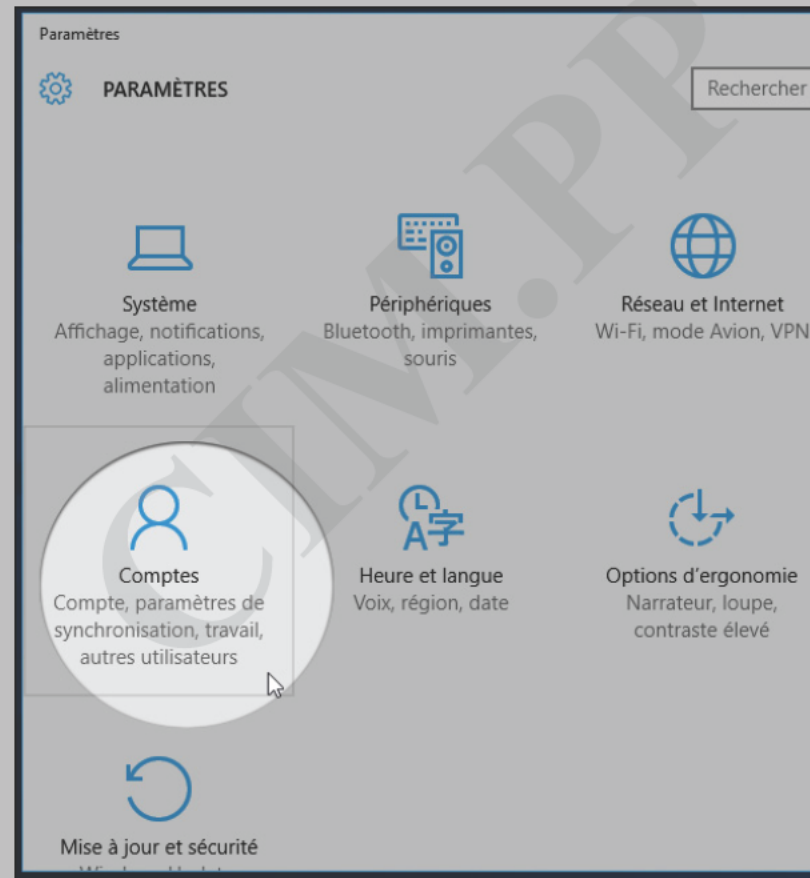 Paramètres
PARAMÈTRES
Rechercher
Système
Affichage, notifications,
applications,
alimentation
Périphériques
Bluetooth, imprimantes,
souris
Réseau et Internet
Wi-Fi, mode Avion, VPN
Comptes
Compte, paramètres de
synchronisation, travail,
autres utilisateurs
Heure et langue
Voix, région, date
Options d’ergonomie
Narrateur, loupe,
contraste élevé
Mise à jour et sécurité
CIM.PP